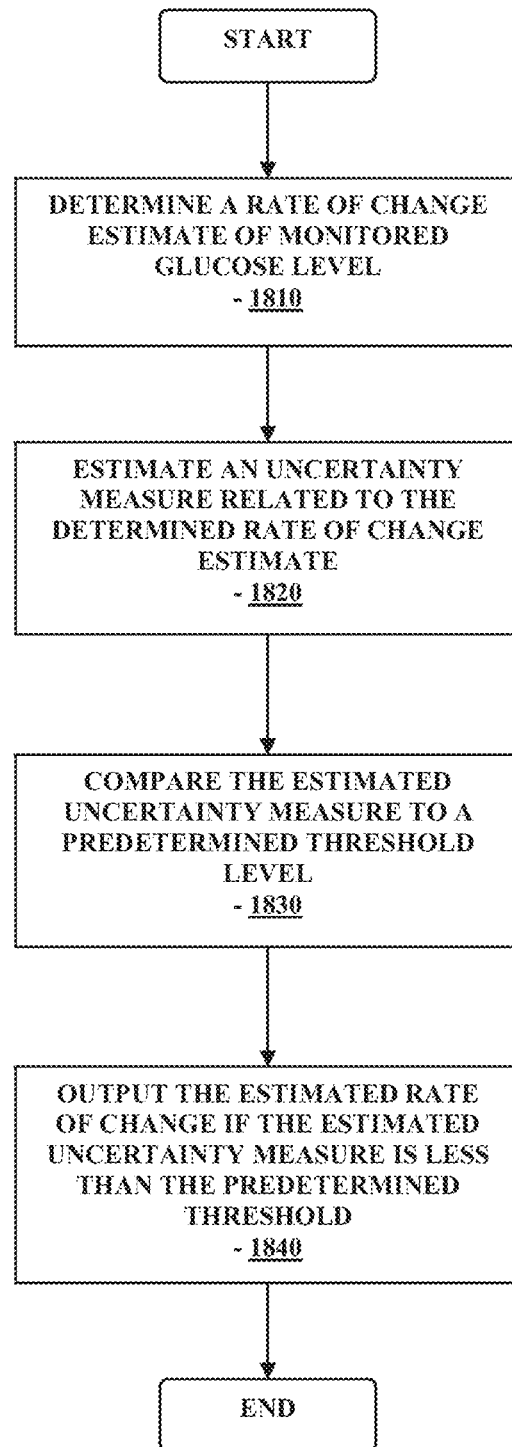 START
DETERMINE A RATE OF CHANGE
ESTIMATE OF MONITORED
GLUCOSE LEVEL
- 1810
ESTIMATE AN UNCERTAINTY
MEASURE RELATED TO THE
DETERMINED RATE OF CHANGE
ESTIMATE
- 1820
COMPARE THE ESTIMATED
UNCERTAINTY MEASURE TO A
PREDETERMINED THRESHOLD
LEVEL
- 1830
OUTPUT THE ESTIMATED RATE
OF CHANGE IF THE ESTIMATED
UNCERTAINTY MEASURE IS LESS
THAN THE PREDETERMINED
THRESHOLD
- 1840
END